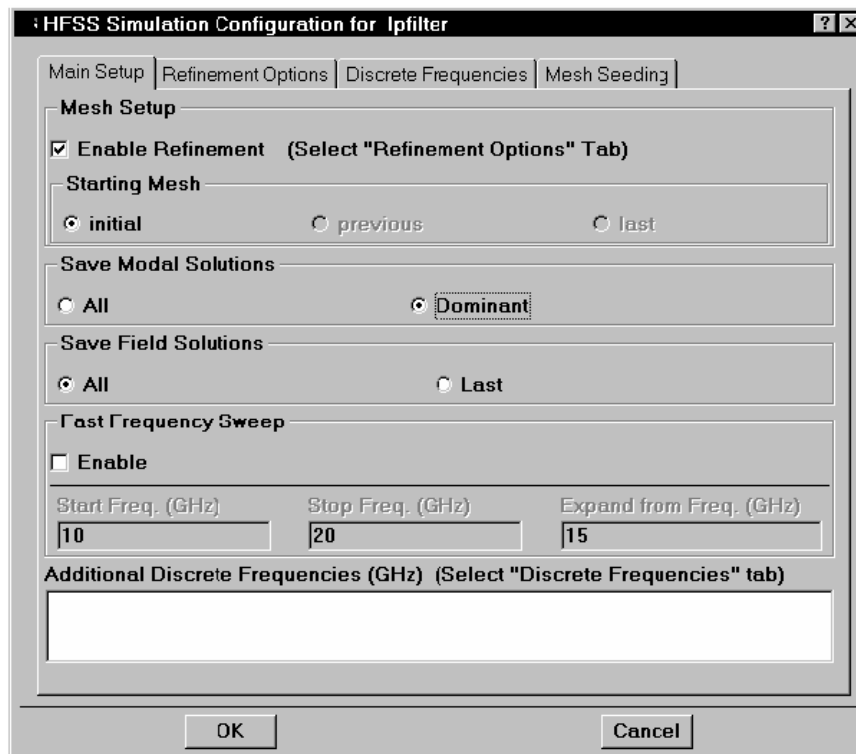 HFSS Simulation Configuration for lpfilter
Main Setup Refinement Options Discrete Frequencies Mesh Seeding
Mesh Setup
Enable Refinement (Select "Refinement Options" Tab)
Starting Mesh
initial previous last
Save Modal Solutions
All Dominant
Save Field Solutions
All Last
Fast Frequency Sweep
Enable
Start Freq. (GHz) Stop Freq. (GHz) Expand from Freq. (GHz)
10 20 15
Additional Discrete Frequencies (GHz) (Select "Discrete Frequencies" tab)
OK Cancel